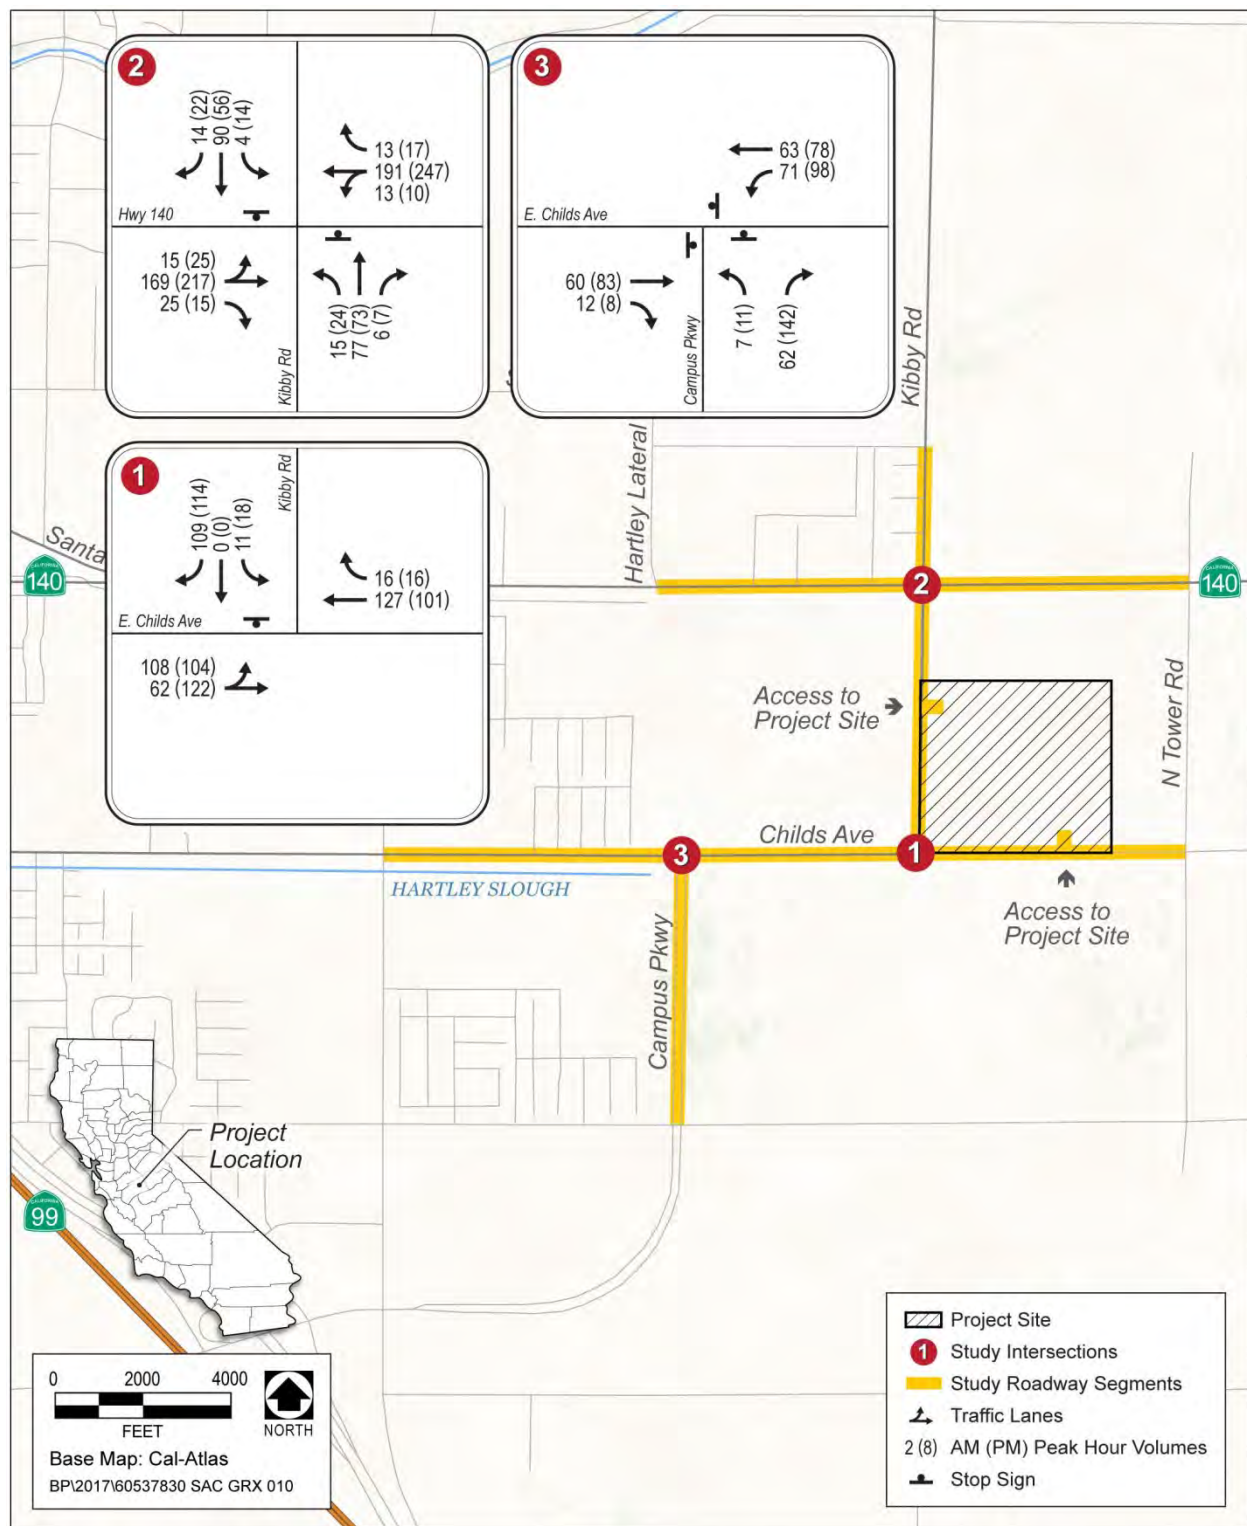 2
14 (22)
90 (56)
4 (14)
13 (17)
191 (247)
13 (10)
Hwy 140
15 (25)
169 (217)
25 (15)
Kibby Rd
15 (24)
77 (73)
6 (7)
3
63 (78)
71 (98)
E. Childs Ave
60 (83)
12 (8)
Campus Pkwy
7 (11)
62 (142)
1
109 (114)
0 (0)
11 (18)
Kibby Rd
16 (16)
127 (101)
E. Childs Ave
108 (104)
62 (122)
Kibby Rd
Hartley Lateral
Santa
CALIFORNIA
140
2
CALIFORNIA
140
Access to
Project Site
N Tower Rd
Childs Ave
3
1
HARTLEY SLOUGH
Access to
Project Site
Campus Pkwy
Project
Location
CALIFORNIA
99
0 2000 4000
FEET
NORTH
Base Map: Cal-Atlas
BP\2017\60537830 SAC GRX 010
Project Site
1 Study Intersections
Study Roadway Segments
Traffic Lanes
2 (8) AM (PM) Peak Hour Volumes
Stop Sign